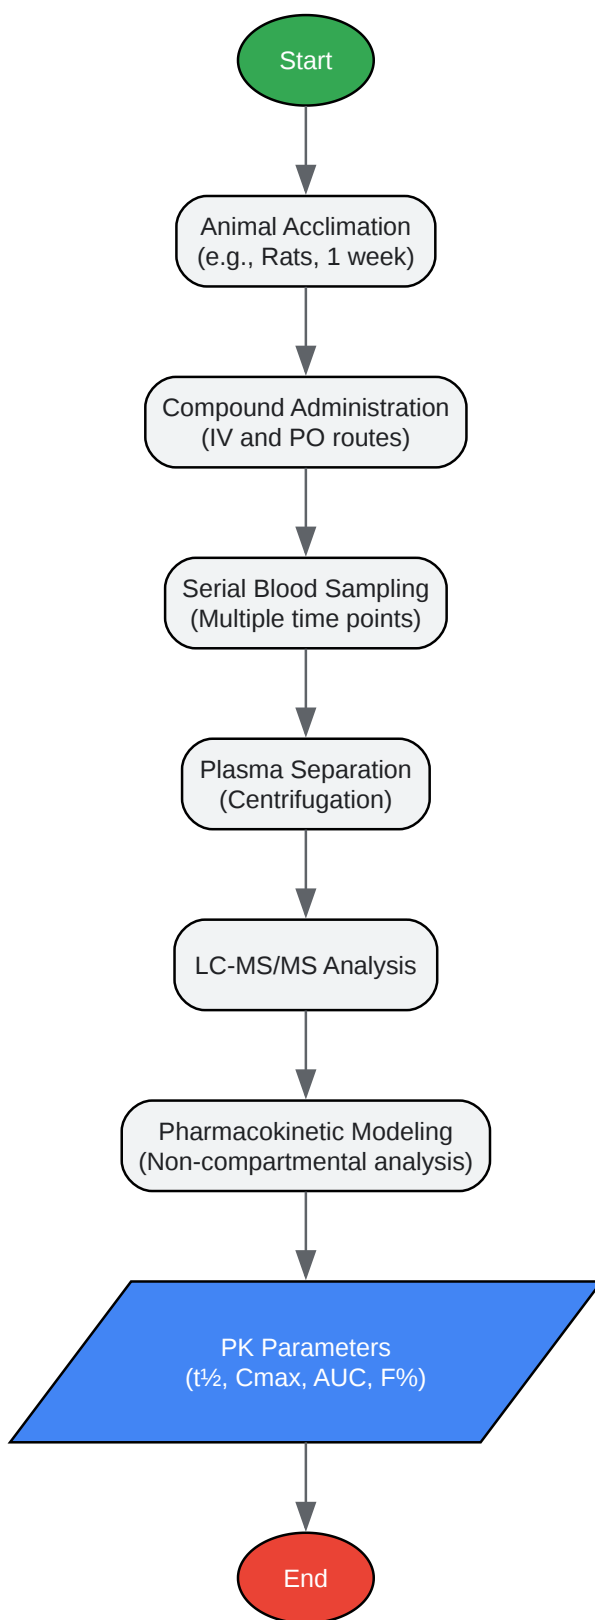 Start
Animal Acclimation
(e.g., Rats, 1 week)
Compound Administration
(IV and PO routes)
Serial Blood Sampling
(Multiple time points)
Plasma Separation
(Centrifugation)
LC-MS/MS Analysis
Pharmacokinetic Modeling
(Non-compartmental analysis)
PK Parameters
(t½, Cmax, AUC, F%)
End